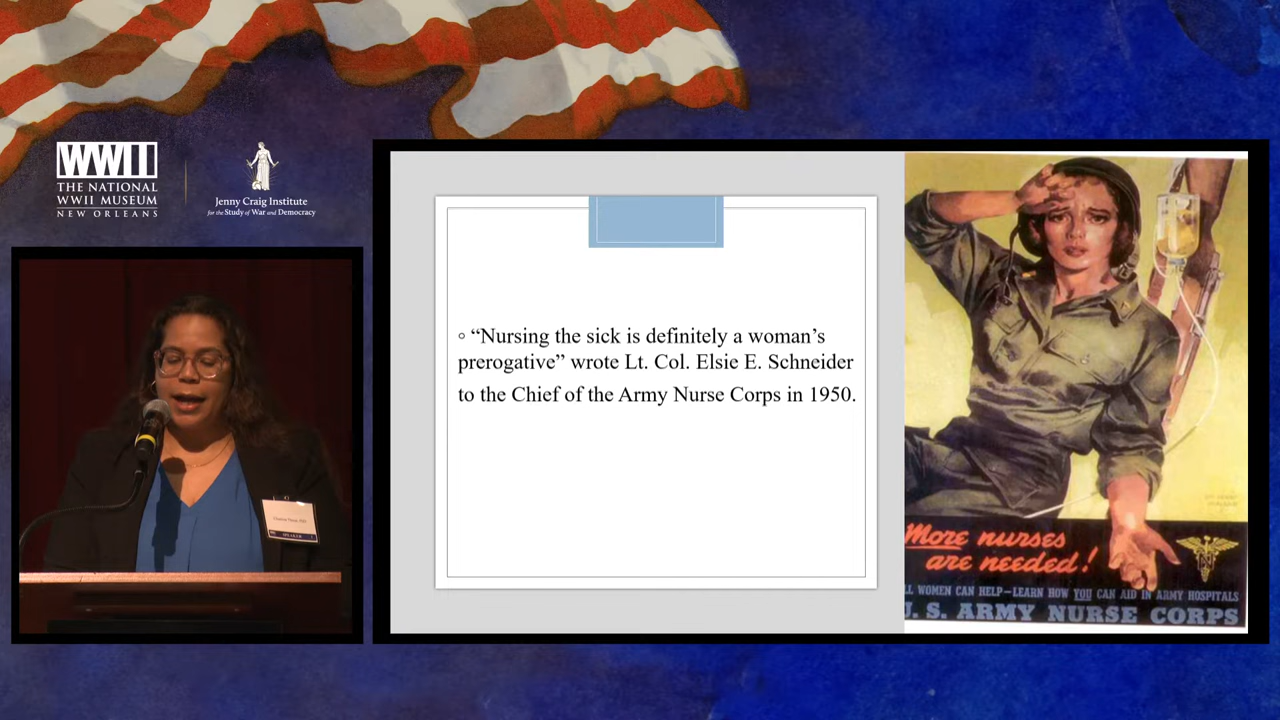 WWII
THE NATIONAL
WWII MUSEUM
NEW ORLEANS
Jenny Craig Institute
for the Study of War and Democracy
SPEAKER
“Nursing the sick is definitely a woman’s
prerogative” wrote Lt. Col. Elsie E. Schneider
to the Chief of the Army Nurse Corps in 1950.
More nurses
are needed!
LL WOMEN CAN HELP—LEARN HOW YOU CAN AID IN ARMY HOSPITALS
U. S. ARMY NURSE CORPS